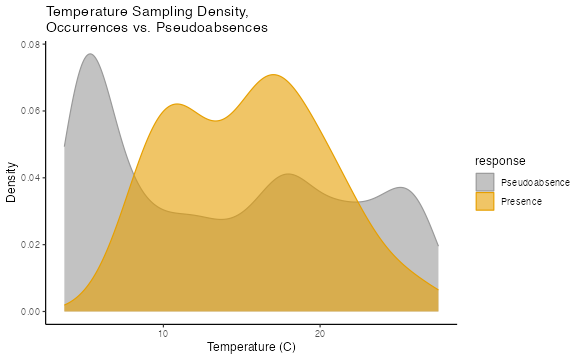 Temperature Sampling Density,
Occurrences vs. Pseudoabsences
0.08
0.06
0.04
0.02
0.00
Density
10
20
Temperature (C)
response
Pseudoabsence
Presence